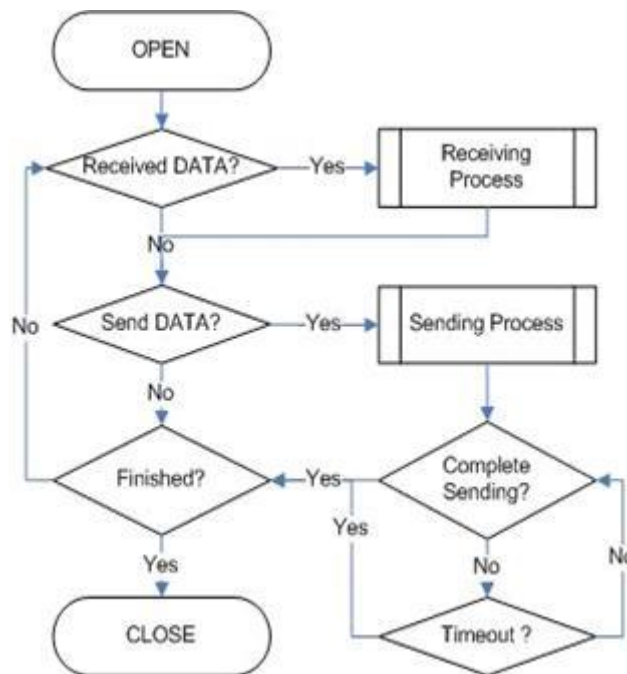 OPEN
Received DATA?
Yes
Receiving
Process
No
Send DATA?
Yes
Sending Process
No
No
Finished?
Yes
Complete
Sending?
Yes
No
No
Yes
Timeout ?
CLOSE